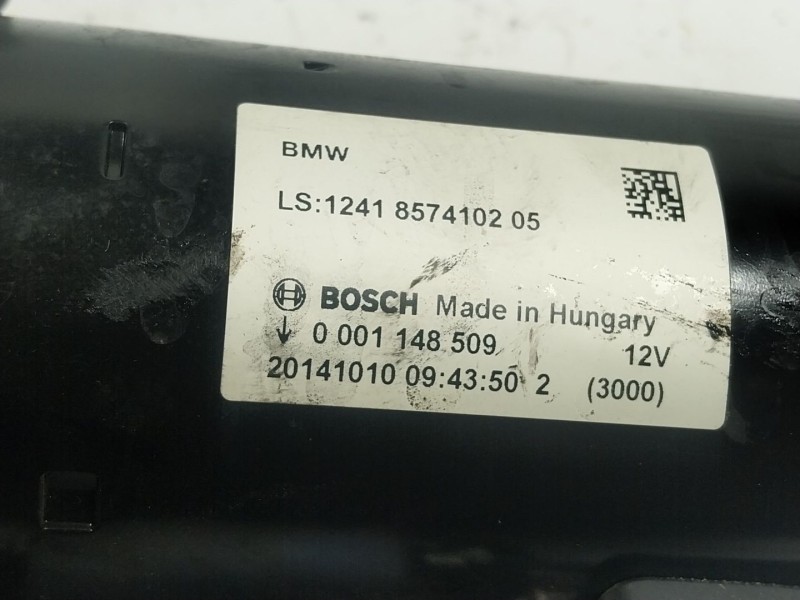 BMW
LS:1241 8574102 05
BOSCH Made in Hungary
0 001 148 509 12V
20141010 09:43:50 2 (3000)